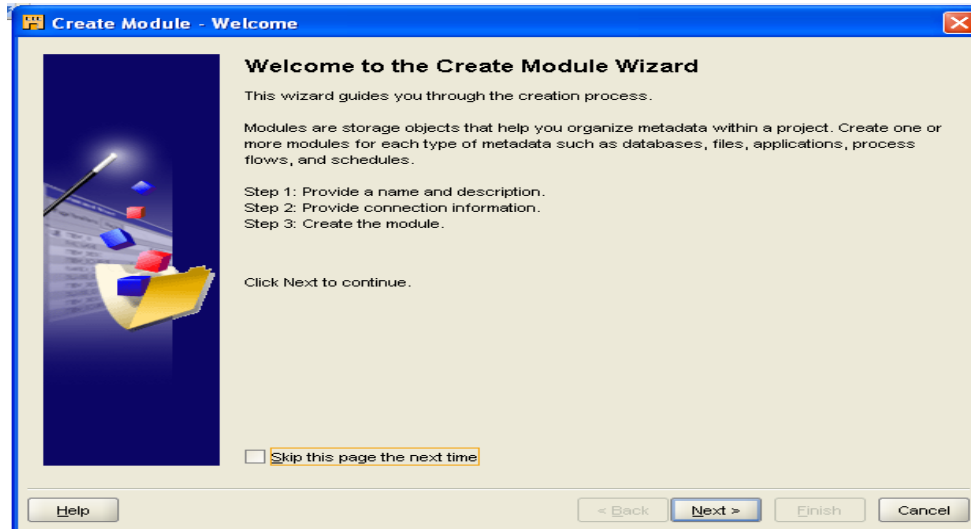 Create Module - Welcome
Welcome to the Create Module Wizard
This wizard guides you through the creation process.
Modules are storage objects that help you organize metadata within a project. Create one or
more modules for each type of metadata such as databases, files, applications, process
flows, and schedules.
Step 1: Provide a name and description.
Step 2: Provide connection information.
Step 3: Create the module.
Click Next to continue.
Skip this page the next time
Help
< Back
Next >
Finish
Cancel